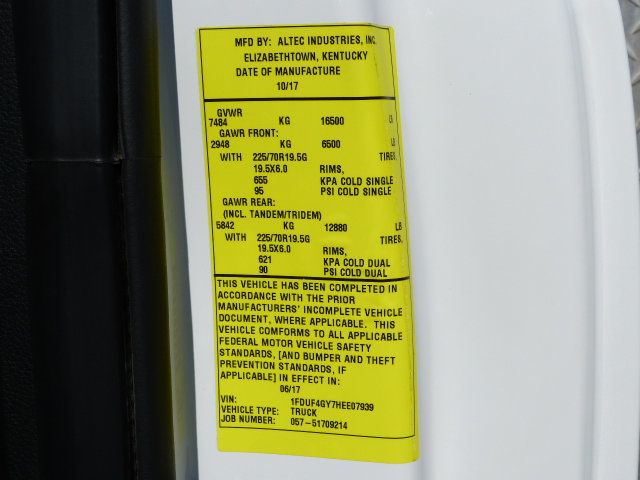 MFD BY: ALTEC INDUSTRIES, INC.
ELIZABETHTOWN, KENTUCKY
DATE OF MANUFACTURE
10/17
GVWR
7484 KG 16500 LB
GAWR FRONT:
2948 KG 6500 LB
WITH 225/70R19.5G TIRES,
19.5X6.0 RIMS,
655 KPA COLD SINGLE
95 PSI COLD SINGLE
GAWR REAR:
(INCL. TANDEM/TRIDEM)
5842 KG 12880 LB
WITH 225/70R19.5G TIRES,
19.5X6.0 RIMS,
621 KPA COLD DUAL
90 PSI COLD DUAL
THIS VEHICLE HAS BEEN COMPLETED IN
ACCORDANCE WITH THE PRIOR
MANUFACTURERS' INCOMPLETE VEHICLE
DOCUMENT, WHERE APPLICABLE. THIS
VEHICLE CONFORMS TO ALL APPLICABLE
FEDERAL MOTOR VEHICLE SAFETY
STANDARDS, [AND BUMPER AND THEFT
PREVENTION STANDARDS, IF
APPLICABLE] IN EFFECT IN:
06/17
VIN: 1FDUF4GY7HEE07939
VEHICLE TYPE: TRUCK
JOB NUMBER: 057-51709214